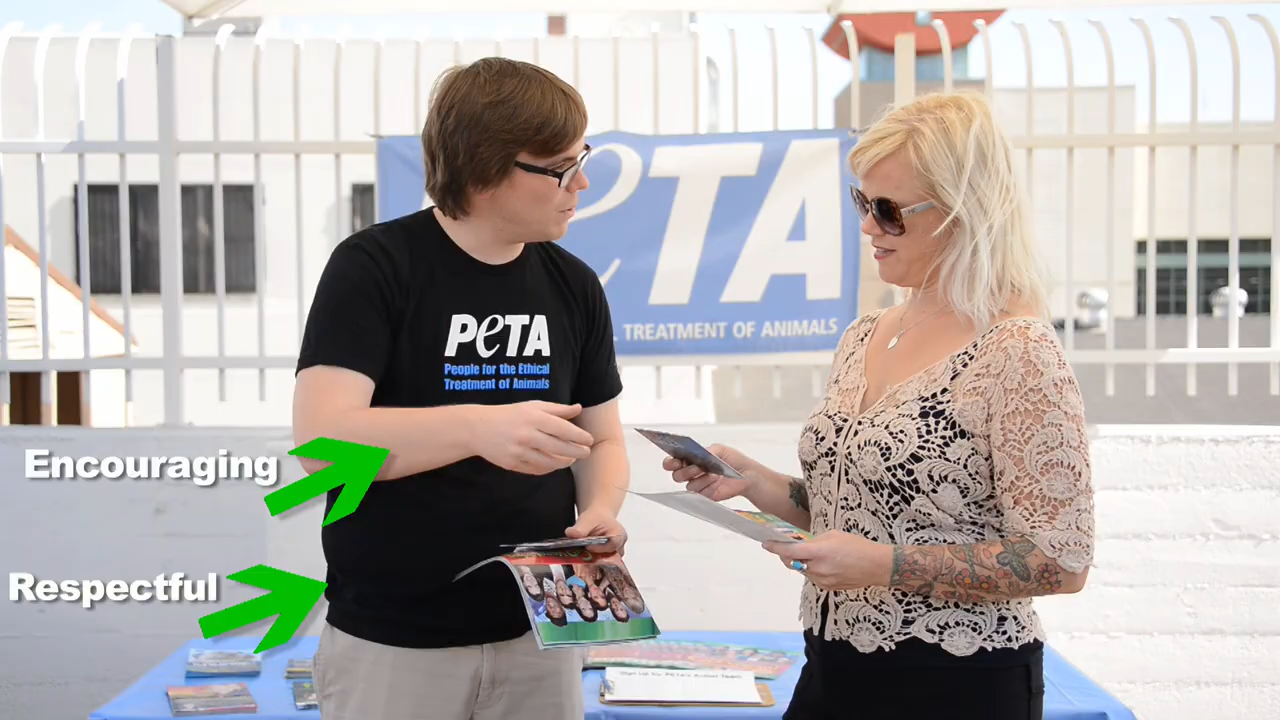 PeTA
TREATMENT OF ANIMALS
PeTA
People for the Ethical
Treatment of Animals
Encouraging
Respectful
Sign Up for PETA's Action Team